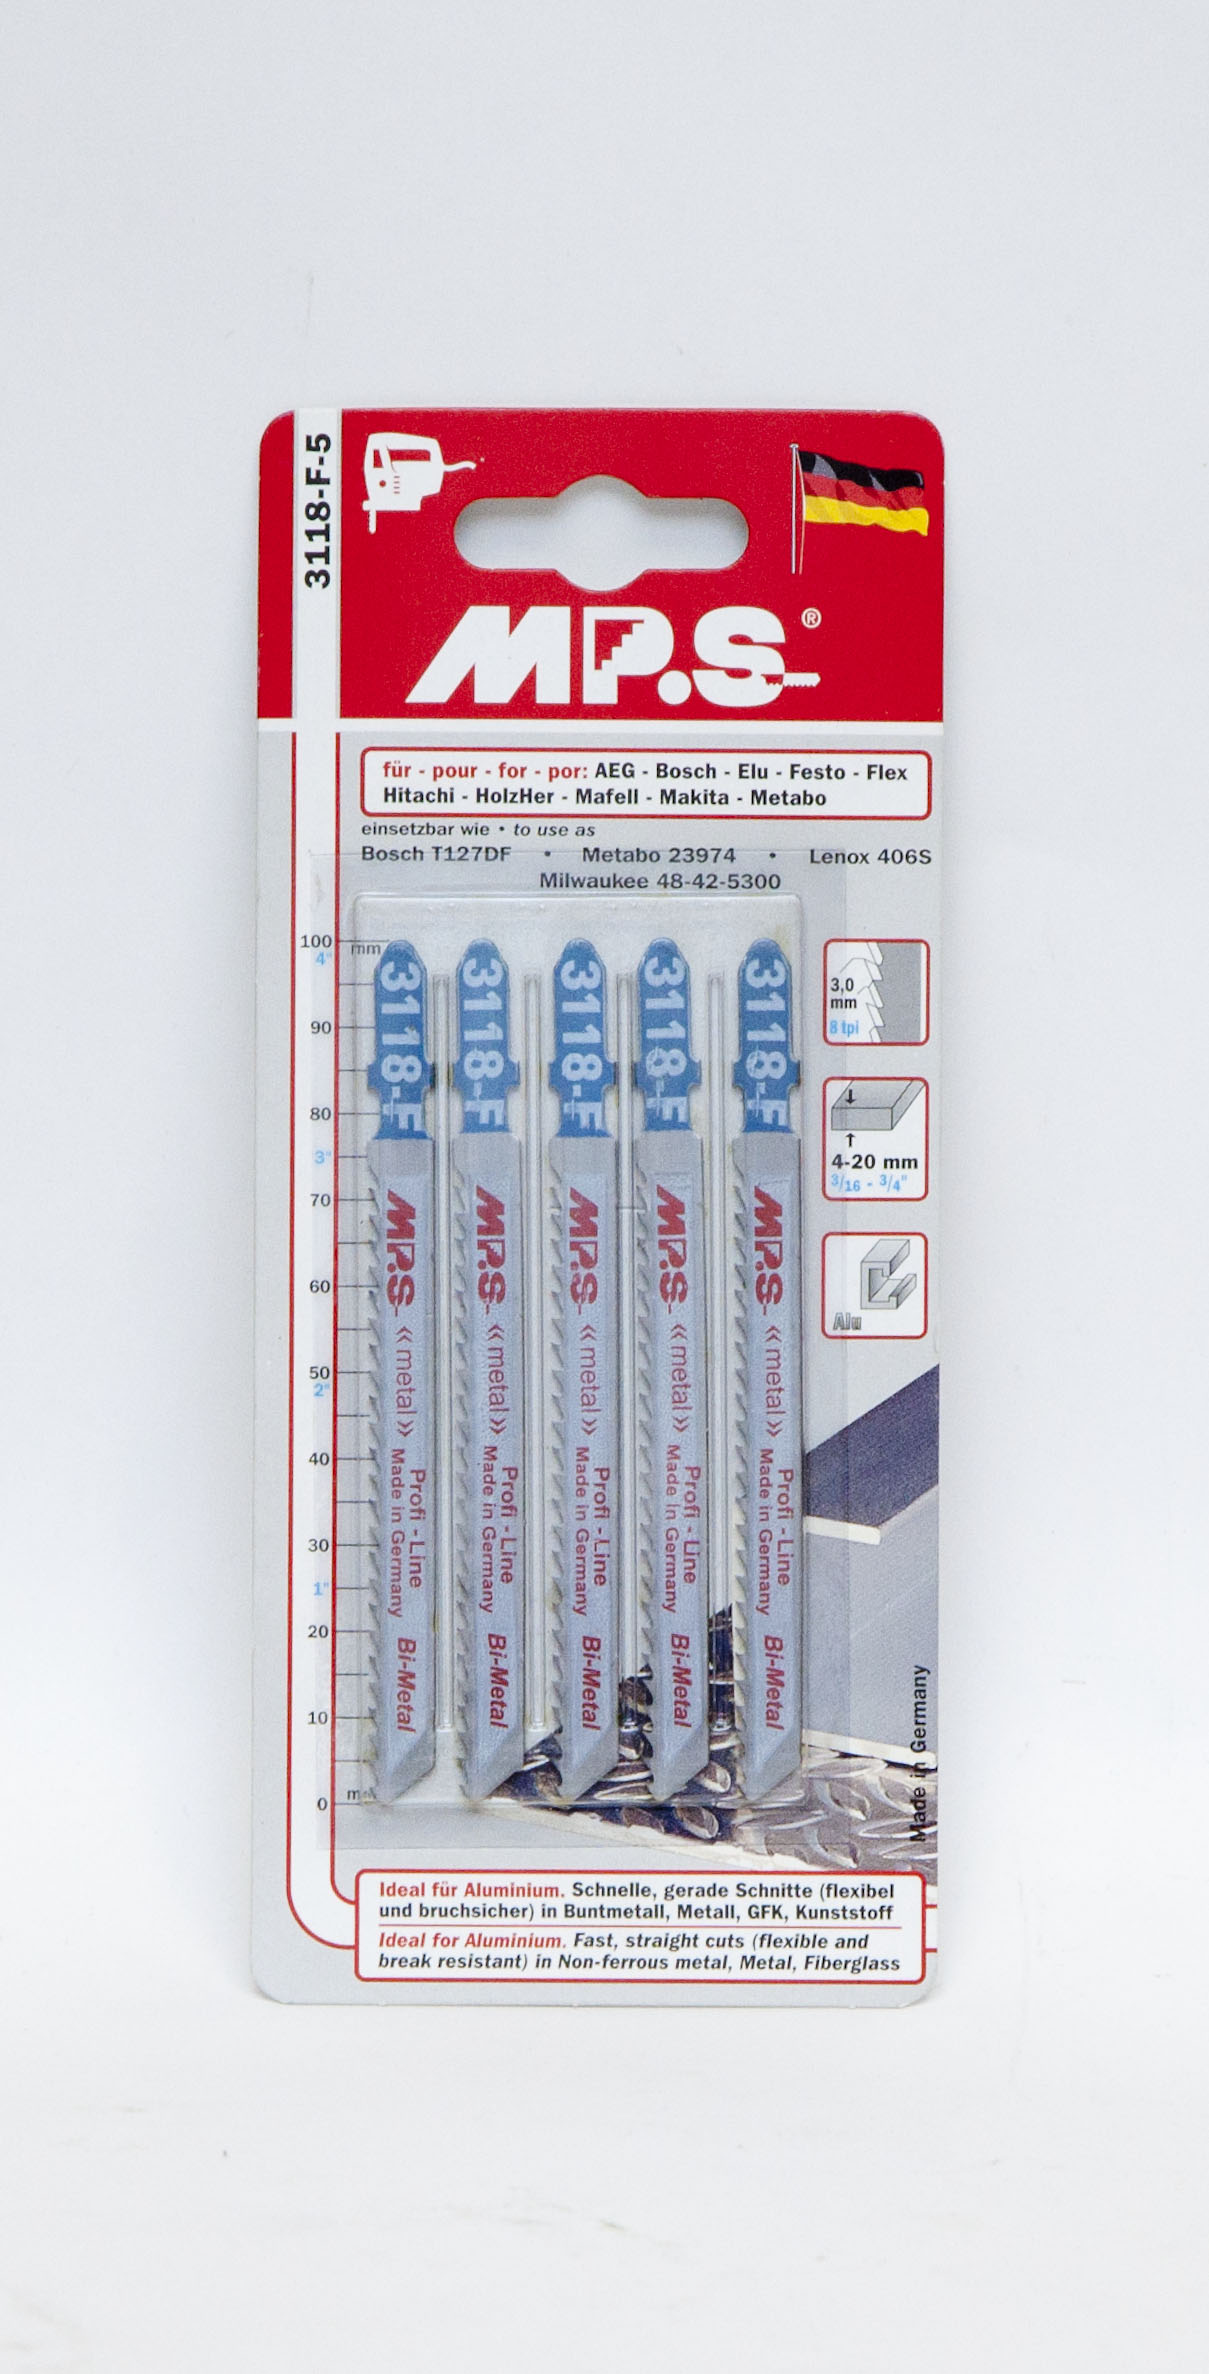 3118-F-5
MP.S®
für - pour - for - por: AEG - Bosch - Elu - Festo - Flex
Hitachi - HolzHer - Mafell - Makita - Metabo
einsetzbar wie • to use as
Bosch T127DF • Metabo 23974 • Lenox 406S
Milwaukee 48-42-5300
100 mm
4"
90
80
3"
70
60
50
2"
40
30
1"
20
10
0
3118-F
MP.S «metal» Profi - Line
Made in Germany Bi-Metal
3118-F
MP.S «metal» Profi - Line
Made in Germany Bi-Metal
3118-F
MP.S «metal» Profi - Line
Made in Germany Bi-Metal
3118-F
MP.S «metal» Profi - Line
Made in Germany Bi-Metal
3118-F
MP.S «metal» Profi - Line
Made in Germany Bi-Metal
3,0
mm
8 tpi
4-20 mm
3/16 - 3/4"
Alu
Made in Germany
Ideal für Aluminium. Schnelle, gerade Schnitte (flexibel
und bruchsicher) in Buntmetall, Metall, GFK, Kunststoff
Ideal for Aluminium. Fast, straight cuts (flexible and
break resistant) in Non-ferrous metal, Metal, Fiberglass